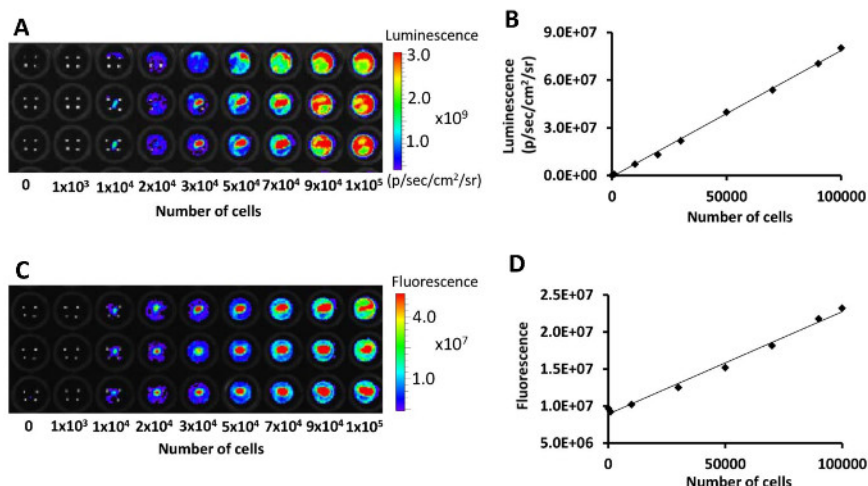 A
Luminescence
3.0
2.0
x10⁹
1.0
(p/sec/cm²/sr)
0 1x10³ 1x10⁴ 2x10⁴ 3x10⁴ 5x10⁴ 7x10⁴ 9x10⁴ 1x10⁵
Number of cells
B
Luminescence
(p/sec/cm²/sr)
9.0E+07
6.0E+07
3.0E+07
0.0E+00
0 50000 100000
Number of cells
C
Fluorescence
4.0
x10⁷
1.0
0 1x10³ 1x10⁴ 2x10⁴ 3x10⁴ 5x10⁴ 7x10⁴ 9x10⁴ 1x10⁵
Number of cells
D
Fluorescence
2.5E+07
2.0E+07
1.5E+07
1.0E+07
5.0E+06
0 50000 100000
Number of cells